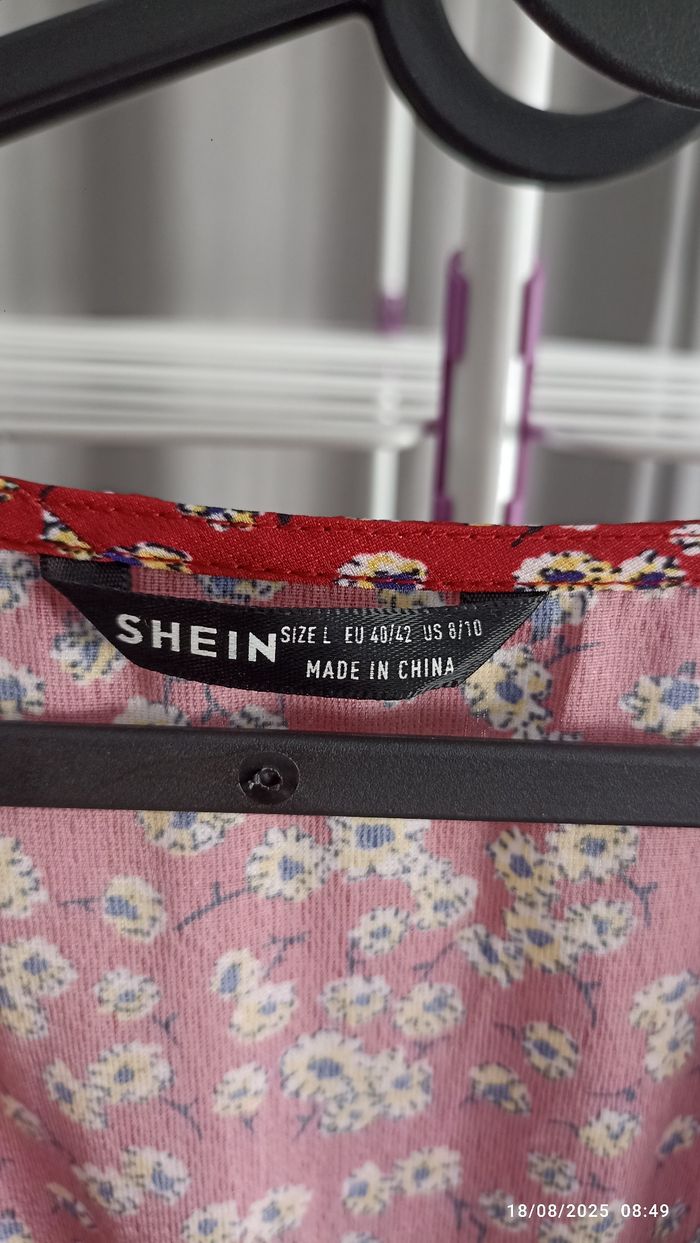 SHEIN SIZE L EU 40/42 US 8/10
MADE IN CHINA
18/08/2025 08:49